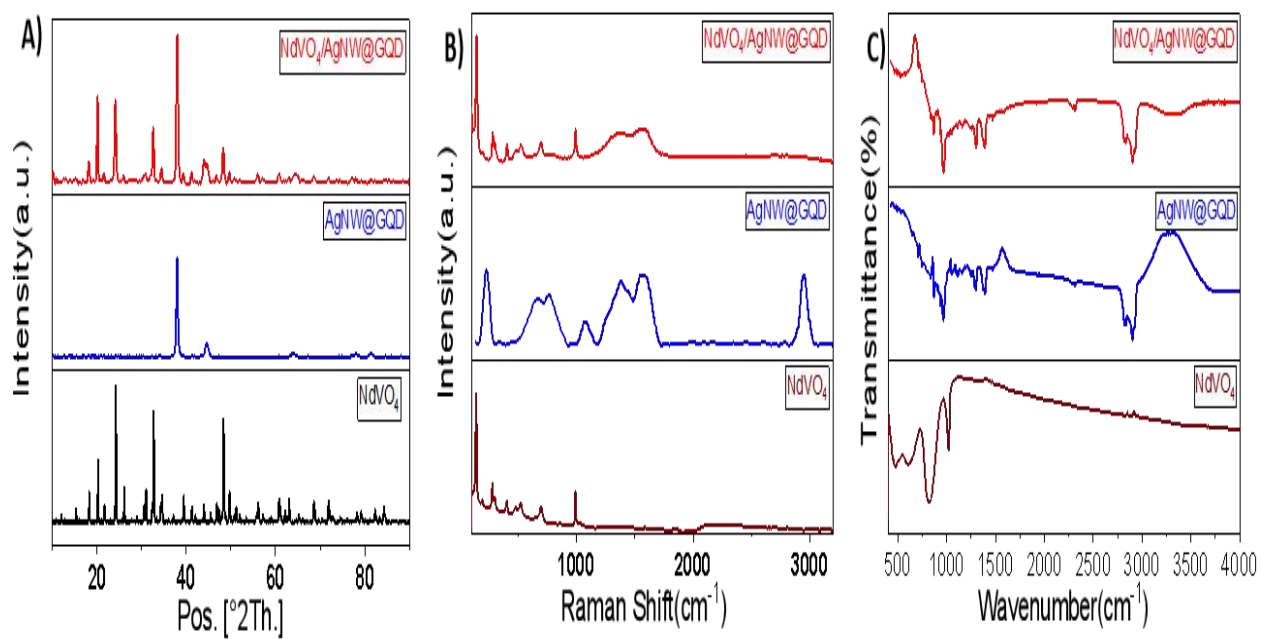 A)
NdVO₄/AgNW@GQD
AgNW@GQD
NdVO₄
Intensity(a.u.)
20 40 60 80
Pos. [°2Th.]
B)
NdVO₄/AgNW@GQD
AgNW@GQD
NdVO₄
Intensity(a.u.)
1000 2000 3000
Raman Shift(cm⁻¹)
C)
NdVO₄/AgNW@GQD
AgNW@GQD
NdVO₄
Transmittance(%)
500 1000 1500 2000 2500 3000 3500 4000
Wavenumber(cm⁻¹)